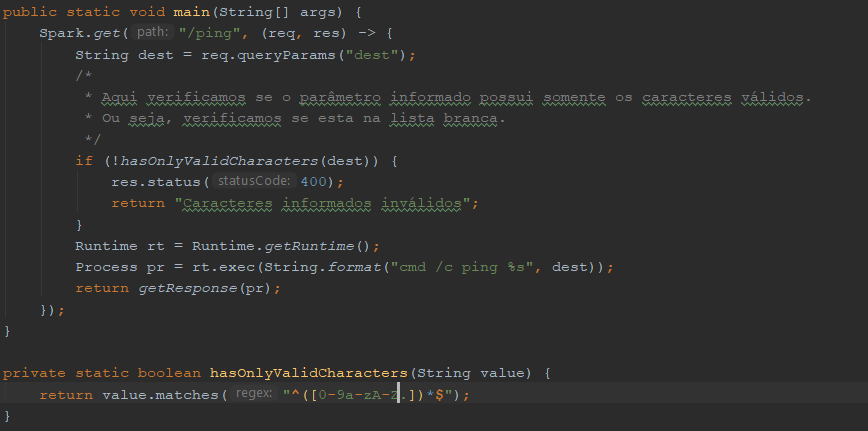 public static void main(String[] args) {
Spark.get( path: "/ping", (req, res) -> {
String dest = req.queryParams("dest");
/*
* Aqui verificamos se o parâmetro informado possui somente os caracteres válidos.
* Ou seja, verificamos se esta na lista branca.
*/
if (!hasOnlyValidCharacters(dest)) {
res.status( statusCode: 400);
return "Caracteres informados inválidos";
}
Runtime rt = Runtime.getRuntime();
Process pr = rt.exec(String.format("cmd /c ping %s", dest));
return getResponse(pr);
});
}
private static boolean hasOnlyValidCharacters(String value) {
return value.matches( regex: "^([0-9a-zA-Z.])*$");
}